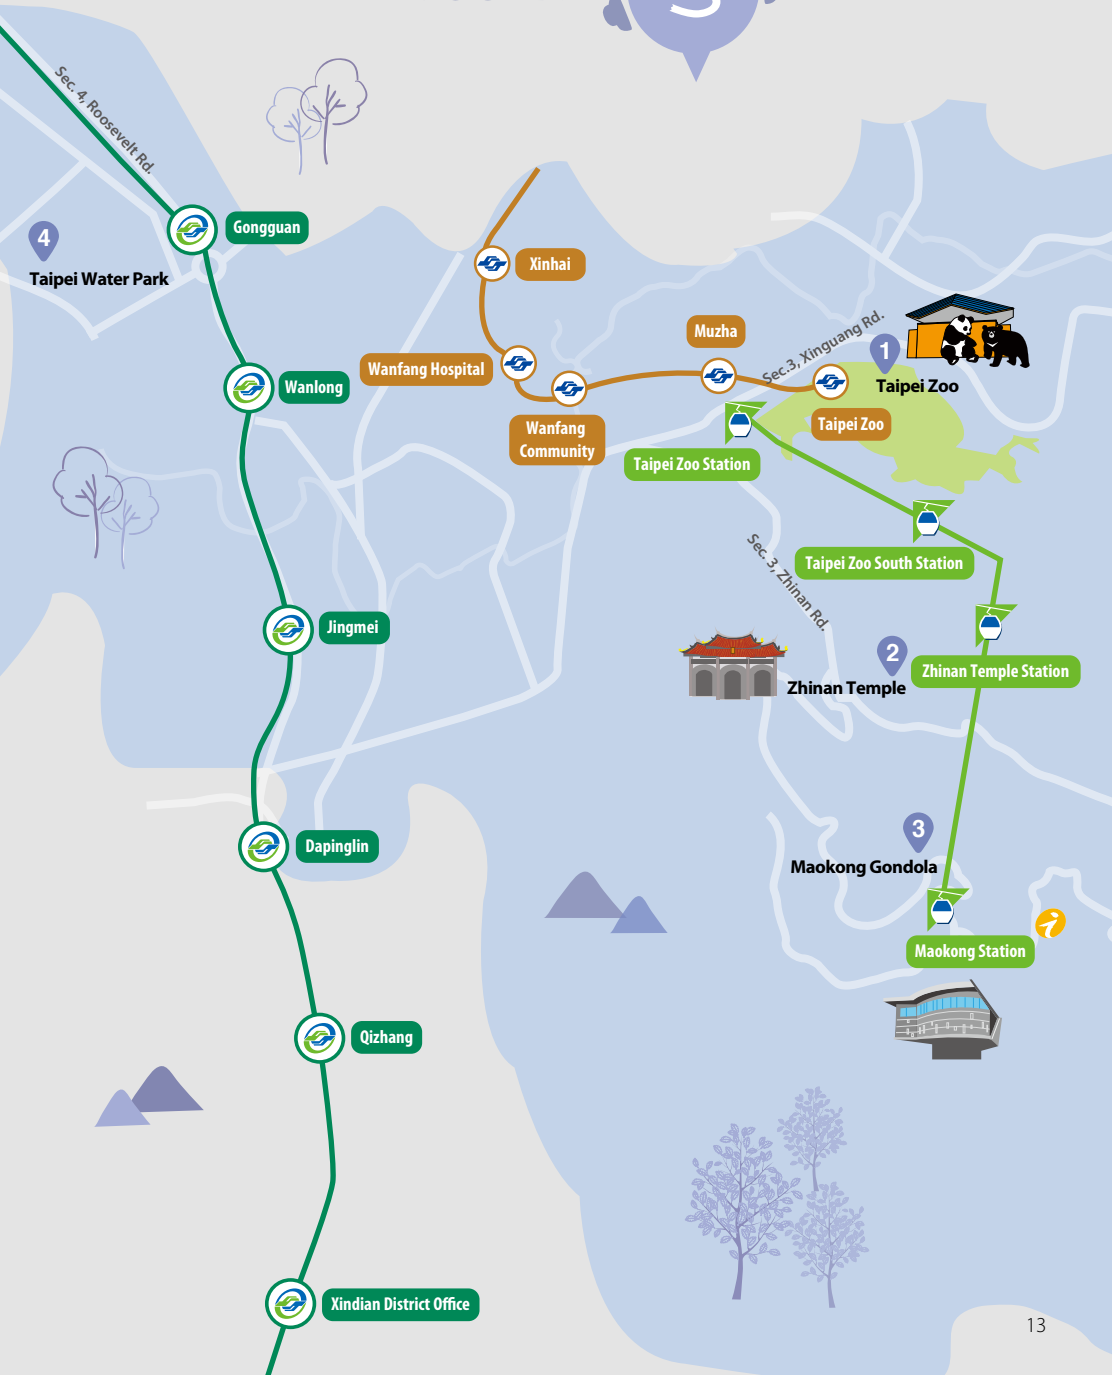 3
Sec. 4, Roosevelt Rd.
Gongguan
4
Taipei Water Park
Xinhai
Muzha
Sec.3, Xinguang Rd.
1
Taipei Zoo
Wanfang Hospital
Wanlong
Wanfang
Community
Taipei Zoo
Taipei Zoo Station
Taipei Zoo South Station
Sec. 3, Zhinan Rd.
Jingmei
2
Zhinan Temple
Zhinan Temple Station
3
Maokong Gondola
Dapinglin
Maokong Station
Qizhang
Xindian District Office
13